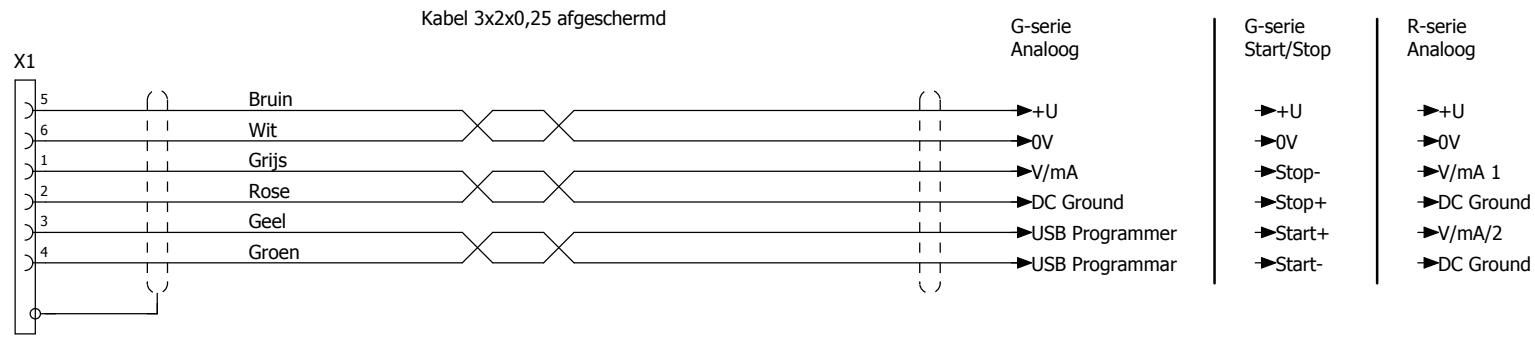 Kabel 3x2x0,25 afgeschermd
G-serie
Analoog
G-serie
Start/Stop
R-serie
Analoog
X1
5 Bruin +U +U +U
6 Wit 0V 0V 0V
1 Grijs V/mA Stop- V/mA 1
2 Rose DC Ground Stop+ DC Ground
3 Geel USB Programmer Start+ V/mA/2
4 Groen USB Programmar Start- DC Ground